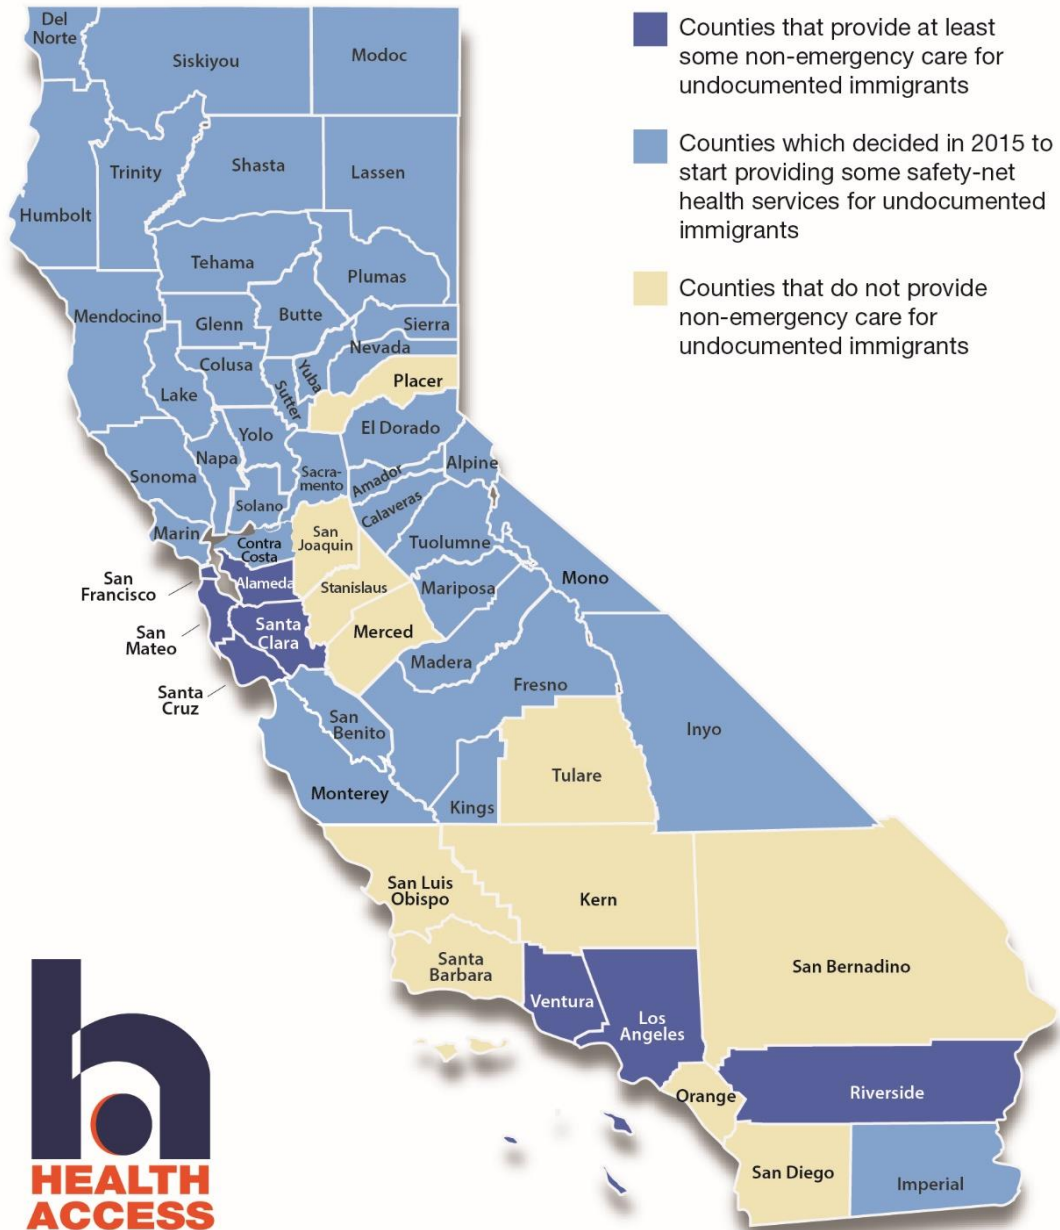 Counties that provide at least
some non-emergency care for
undocumented immigrants
Counties which decided in 2015 to
start providing some safety-net
health services for undocumented
immigrants
Counties that do not provide
non-emergency care for
undocumented immigrants
Del
Norte
Siskiyou
Modoc
Humbolt
Trinity
Shasta
Lassen
Tehama
Plumas
Mendocino
Glenn
Butte
Sierra
Nevada
Colusa
Yuba
Sutter
Placer
Lake
Yolo
El Dorado
Sonoma
Napa
Sacra-
mento
Amador
Alpine
Solano
Calaveras
Marin
Contra
Costa
San
Joaquin
Tuolumne
San
Francisco
Alameda
Stanislaus
Mariposa
Mono
San
Mateo
Santa
Clara
Merced
Madera
Santa
Cruz
Fresno
San
Benito
Inyo
Tulare
Monterey
Kings
San Luis
Obispo
Kern
Santa
Barbara
San Bernadino
Ventura
Los
Angeles
Orange
Riverside
San Diego
Imperial
HEALTH
ACCESS